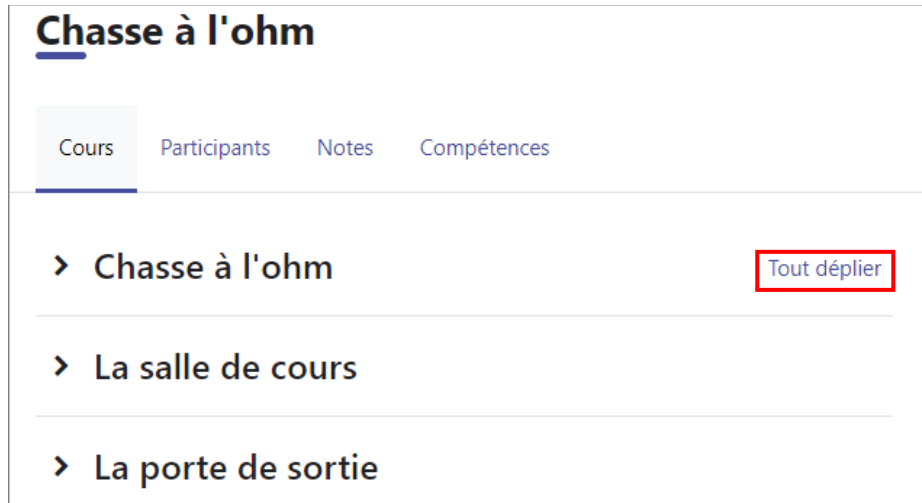 Chasse à l'ohm
Cours Participants Notes Compétences
Chasse à l'ohm Tout déplier
La salle de cours
La porte de sortie